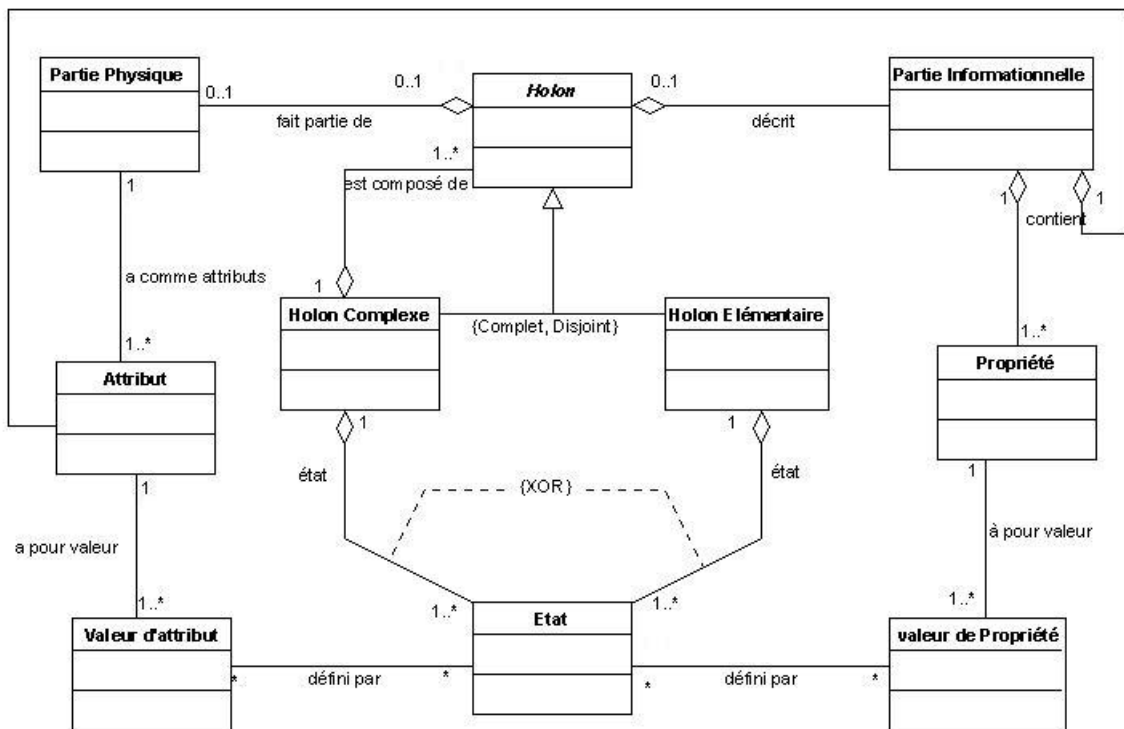 Partie Physique
Holon
Partie Informationnelle
0..1
0..1
0..1
fait partie de
décrit
1..*
est composé de
1
1
1
contient
a comme attributs
1
Holon Complexe
Holon Elémentaire
{Complet, Disjoint}
1..*
1..*
Attribut
Propriété
1
1
état
état
1
1
{XOR}
a pour valeur
à pour valeur
1..*
1..*
1..*
1..*
Valeur d'attribut
Etat
valeur de Propriété
défini par
défini par
*
*
*
*